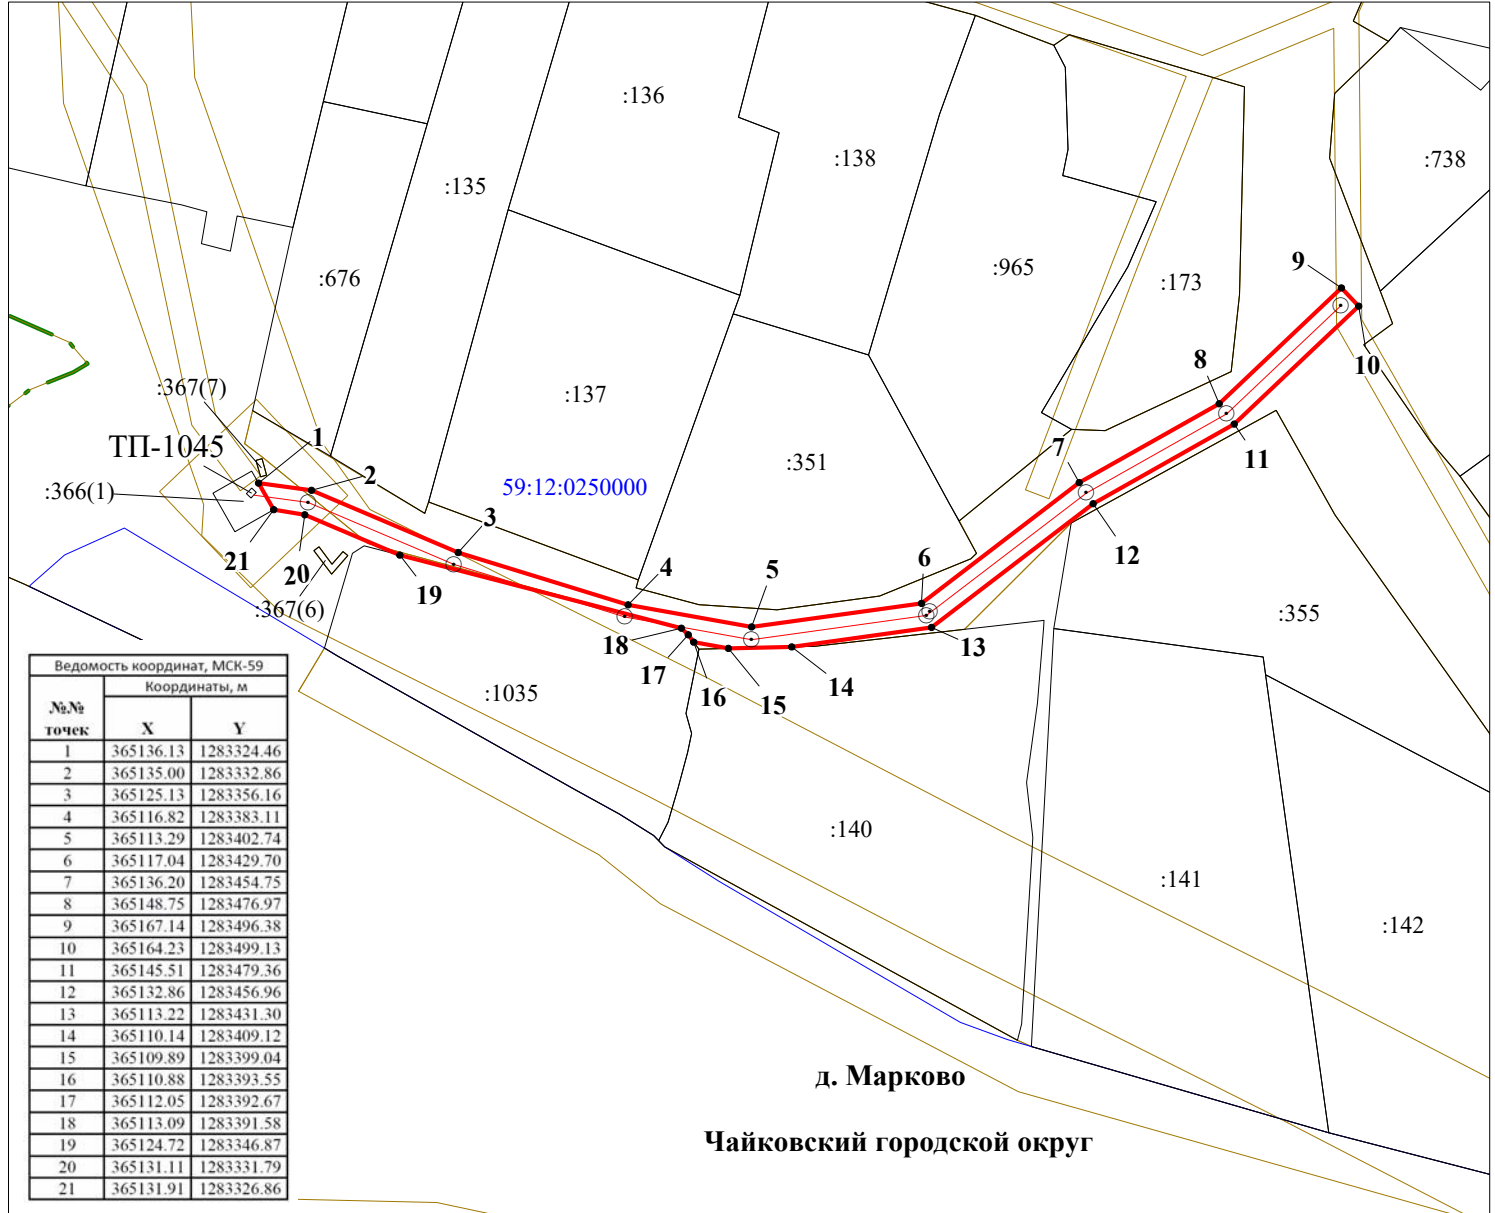 :136
:138
:738
:135
:965
:676
:173
9
8
10
:367(7)
:137
1
ТП-1045
2
11
:351
7
:366(1)
59:12:0250000
3
12
21
20
19
4
5
6
:367(6)
:355
18
17
13
16
15
14
:1035
:140
:141
:142
д. Марково
Чайковский городской округ
Ведомость координат, МСК-59
№№ точек Координаты, м
X Y
1 365136.13 1283324.46
2 365135.00 1283332.86
3 365125.13 1283356.16
4 365116.82 1283383.11
5 365113.29 1283402.74
6 365117.04 1283429.70
7 365136.20 1283454.75
8 365148.75 1283476.97
9 365167.14 1283496.38
10 365164.23 1283499.13
11 365145.51 1283479.36
12 365132.86 1283456.96
13 365113.22 1283431.30
14 365110.14 1283409.12
15 365109.89 1283399.04
16 365110.88 1283393.55
17 365112.05 1283392.67
18 365113.09 1283391.58
19 365124.72 1283346.87
20 365131.11 1283331.79
21 365131.91 1283326.86